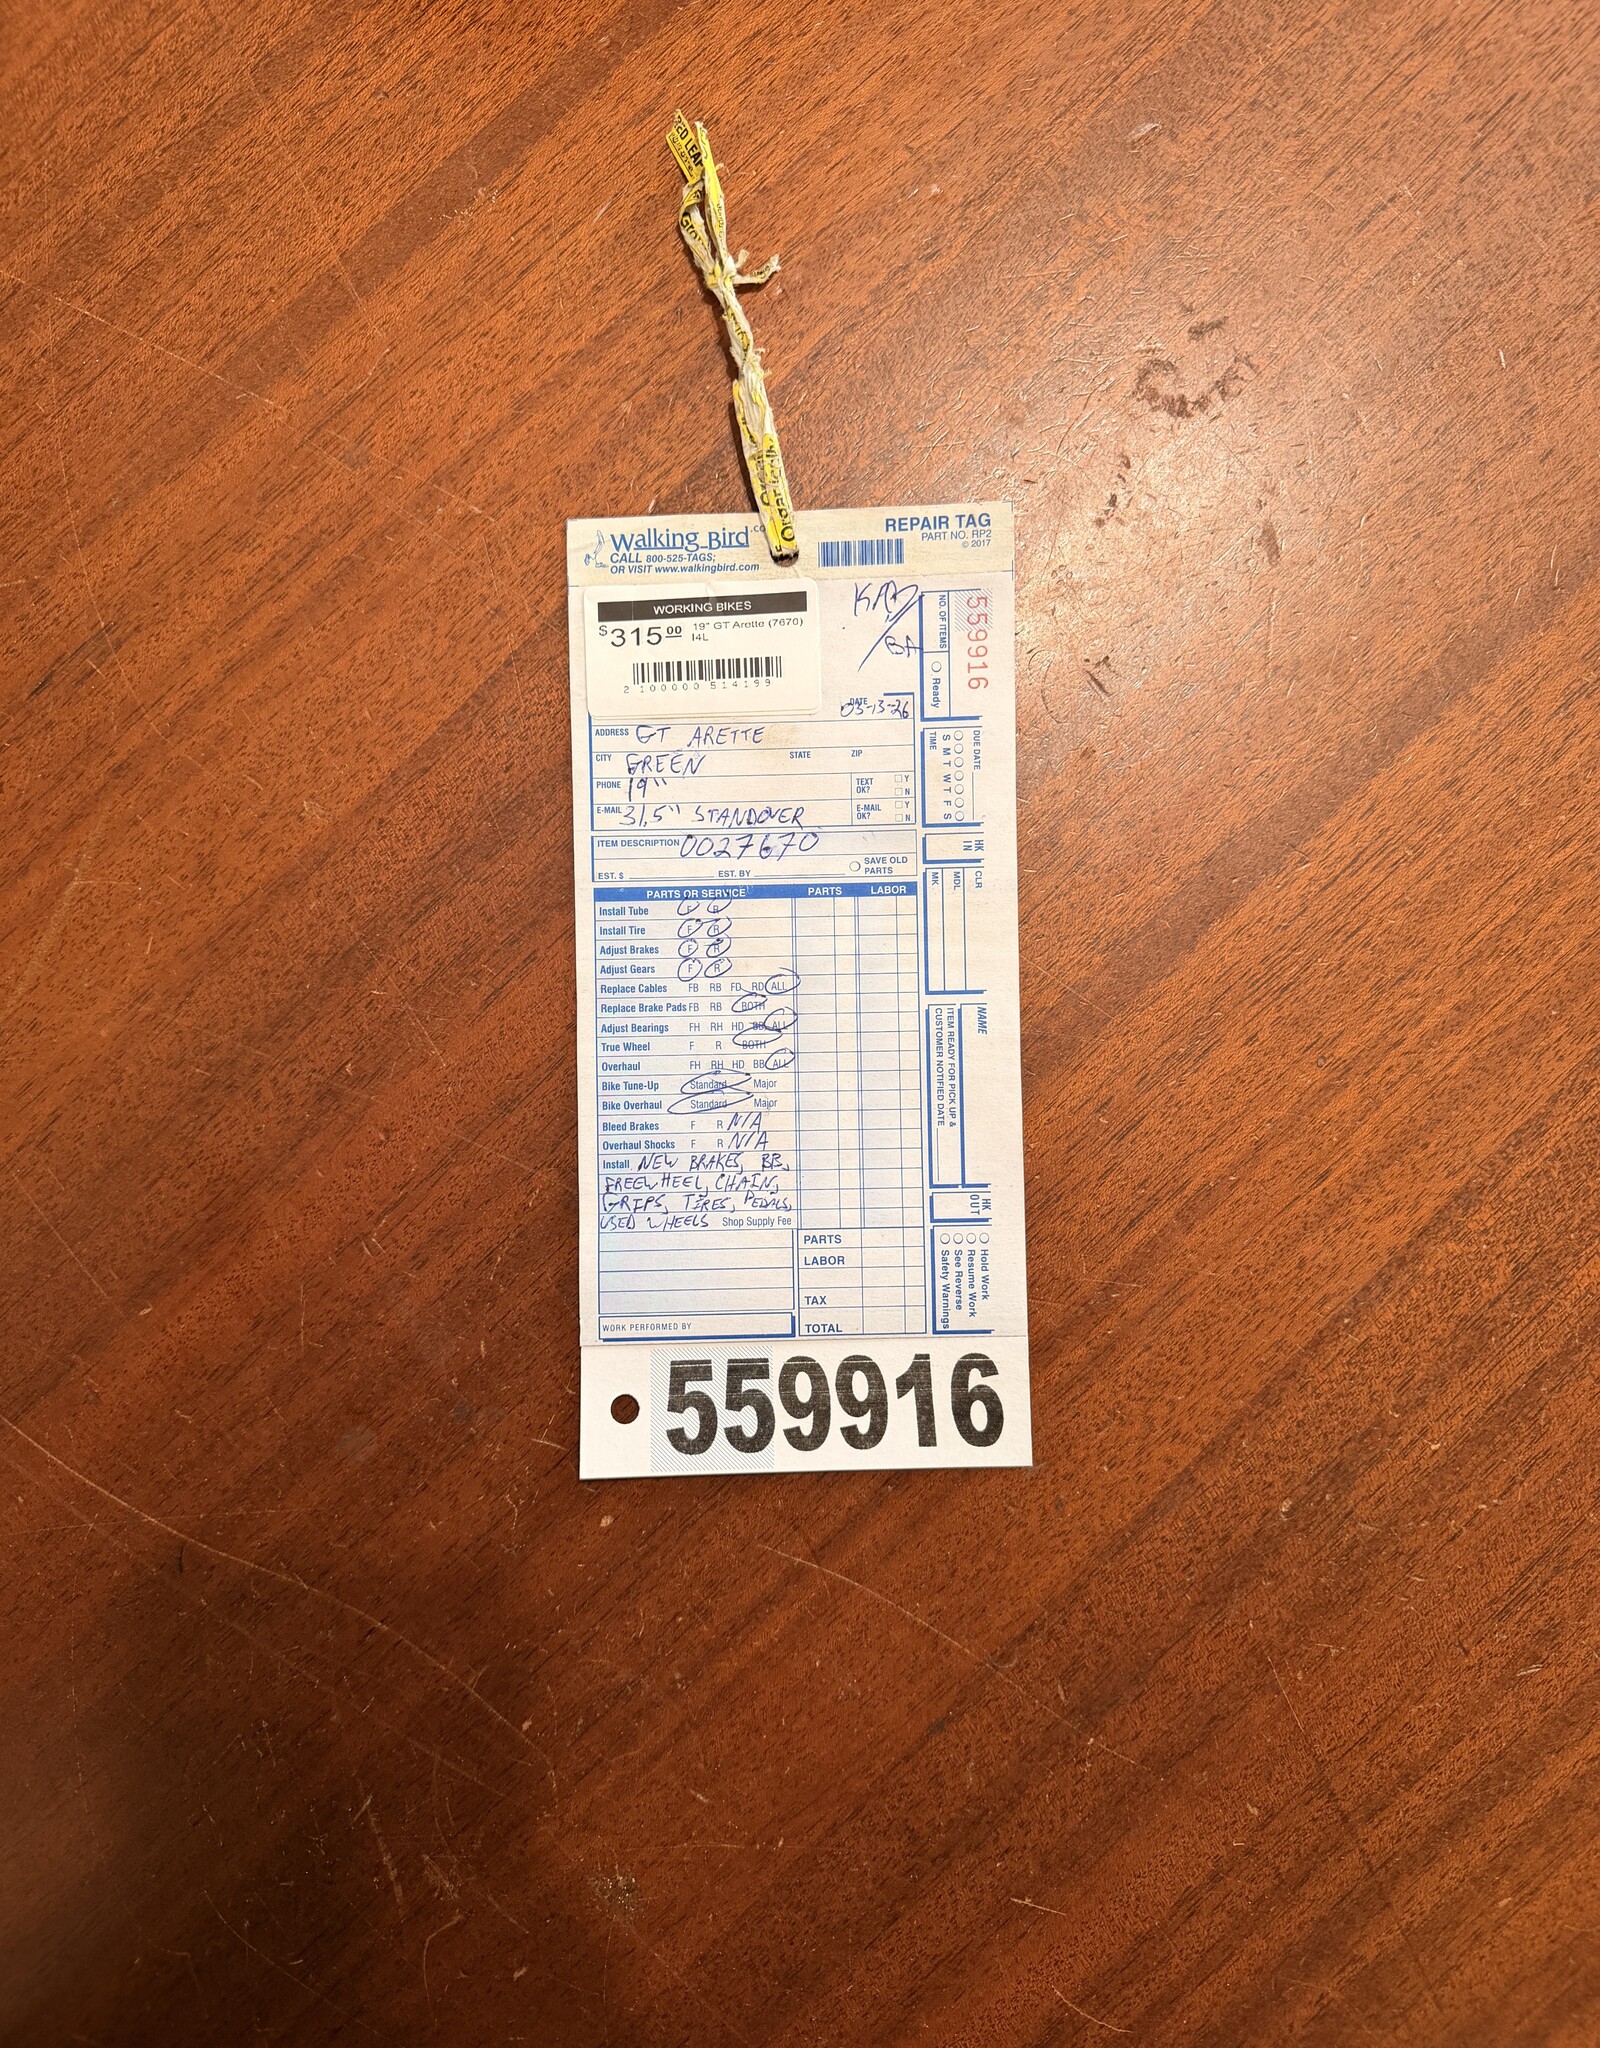 RED LEAF
Walking_Bird.co
CALL 800-525-TAGS;
OR VISIT www.walkingbird.com
REPAIR TAG
PART NO. RP2
© 2017
WORKING BIKES
$315.00 19" GT Arette (7670)
I4L
2 100000 514199
BA
DATE
03-13-26
ADDRESS GT ARETTE
CITY GREEN STATE ZIP
PHONE 19" TEXT OK? Y N
E-MAIL 31.5" STANDOVER E-MAIL OK? Y N
ITEM DESCRIPTION 0027670
EST. $ EST. BY SAVE OLD PARTS
PARTS OR SERVICE PARTS LABOR
Install Tube F R
Install Tire F R
Adjust Brakes F R
Adjust Gears F R
Replace Cables FB RB FD RD ALL
Replace Brake Pads FB RB BOTH
Adjust Bearings FH RH HD BB ALL
True Wheel F R BOTH
Overhaul FH RH HD BB ALL
Bike Tune-Up Standard Major
Bike Overhaul Standard Major
Bleed Brakes F R N/A
Overhaul Shocks F R N/A
Install NEW BRAKES, BB,
FREEWHEEL, CHAIN,
GRIPS, TIRES, PEDALS,
USED WHEELS Shop Supply Fee
PARTS
LABOR
TAX
TOTAL
WORK PERFORMED BY
559916
NO. OF ITEMS
Ready
DUE DATE
S M T W T F S
TIME
HK IN
CLR
MDL
MK
NAME
ITEM READY FOR PICK UP &
CUSTOMER NOTIFIED DATE
HK OUT
Hold Work
Resume Work
See Reverse
Safety Warnings
559916